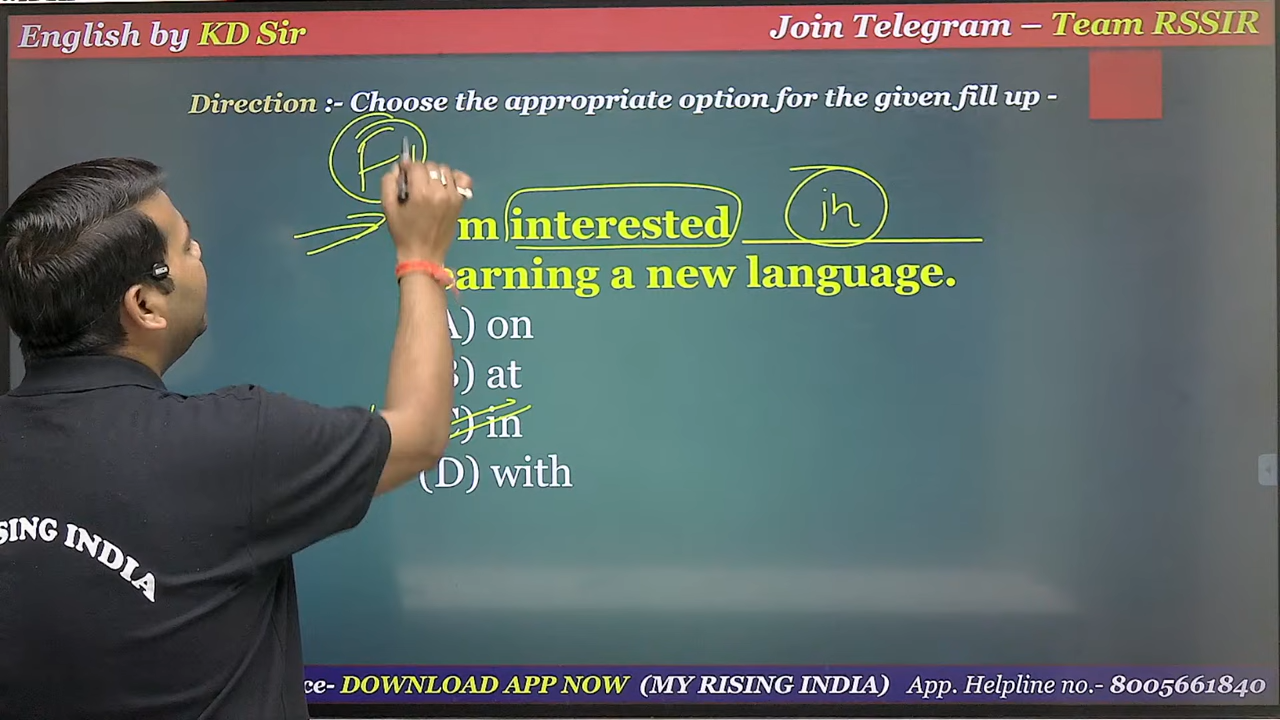 English by KD Sir
Join Telegram – Team RSSIR
Direction :- Choose the appropriate option for the given fill up -
m interested in
earning a new language.
A) on
B) at
C) in
(D) with
SING INDIA
ce- DOWNLOAD APP NOW (MY RISING INDIA) App. Helpline no.- 8005661840